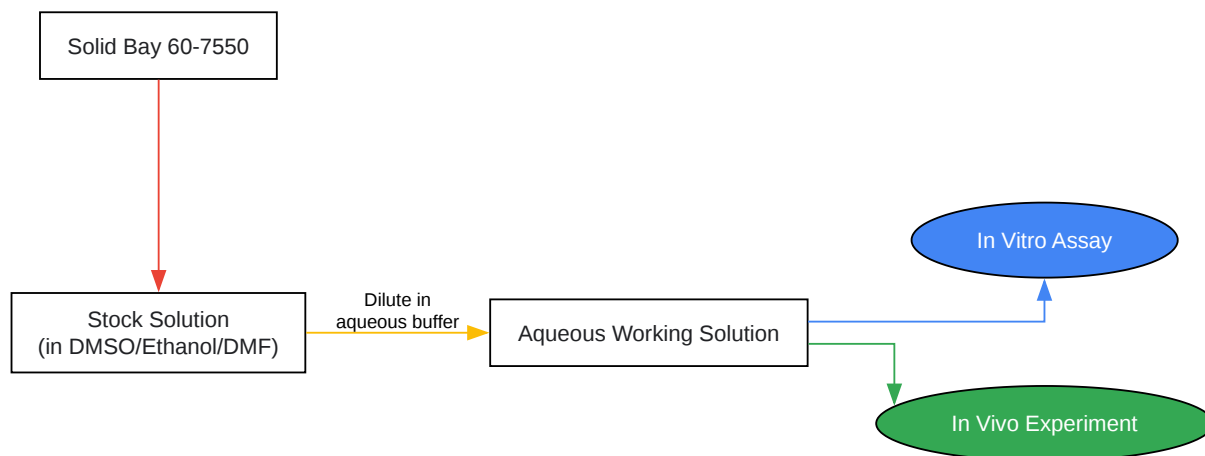 Solid Bay 60-7550
Stock Solution
(in DMSO/Ethanol/DMF)
Dilute in
aqueous buffer
Aqueous Working Solution
In Vitro Assay
In Vivo Experiment